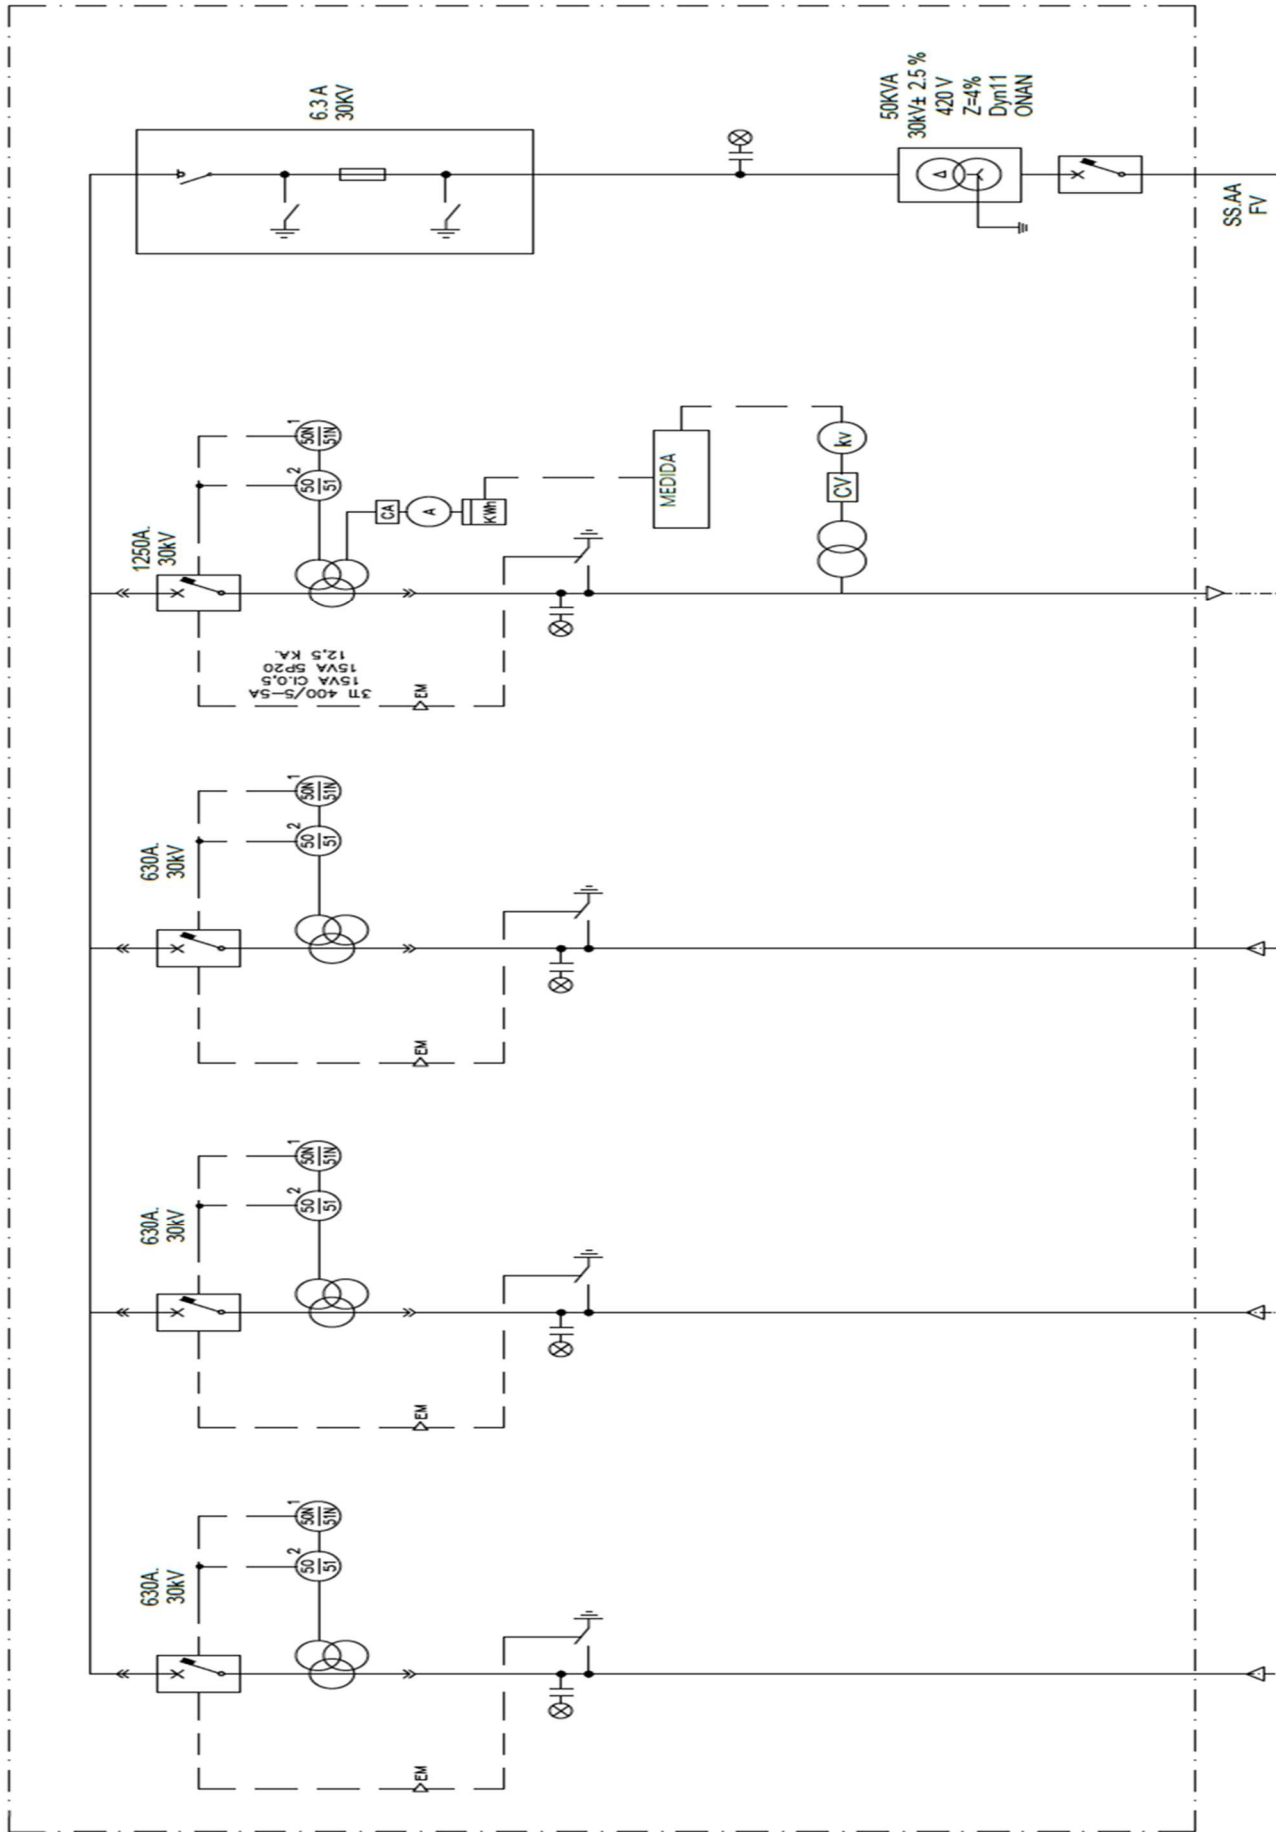 6.3 A
30KV
50KVA
30kV± 2.5 %
420 V
Z=4%
Dyn11
ONAN
SS.AA
FV
1250A.
30kV
2
50
51
1
50N
51N
CA
A
KWh
MEDIDA
kv
CV
3TI 400/5-5A
15VA Cl.0,5
15VA 5P20
12,5 KA.
EM
630A.
30kV
2
50
51
1
50N
51N
EM
630A.
30kV
2
50
51
1
50N
51N
EM
630A.
30kV
2
50
51
1
50N
51N
EM